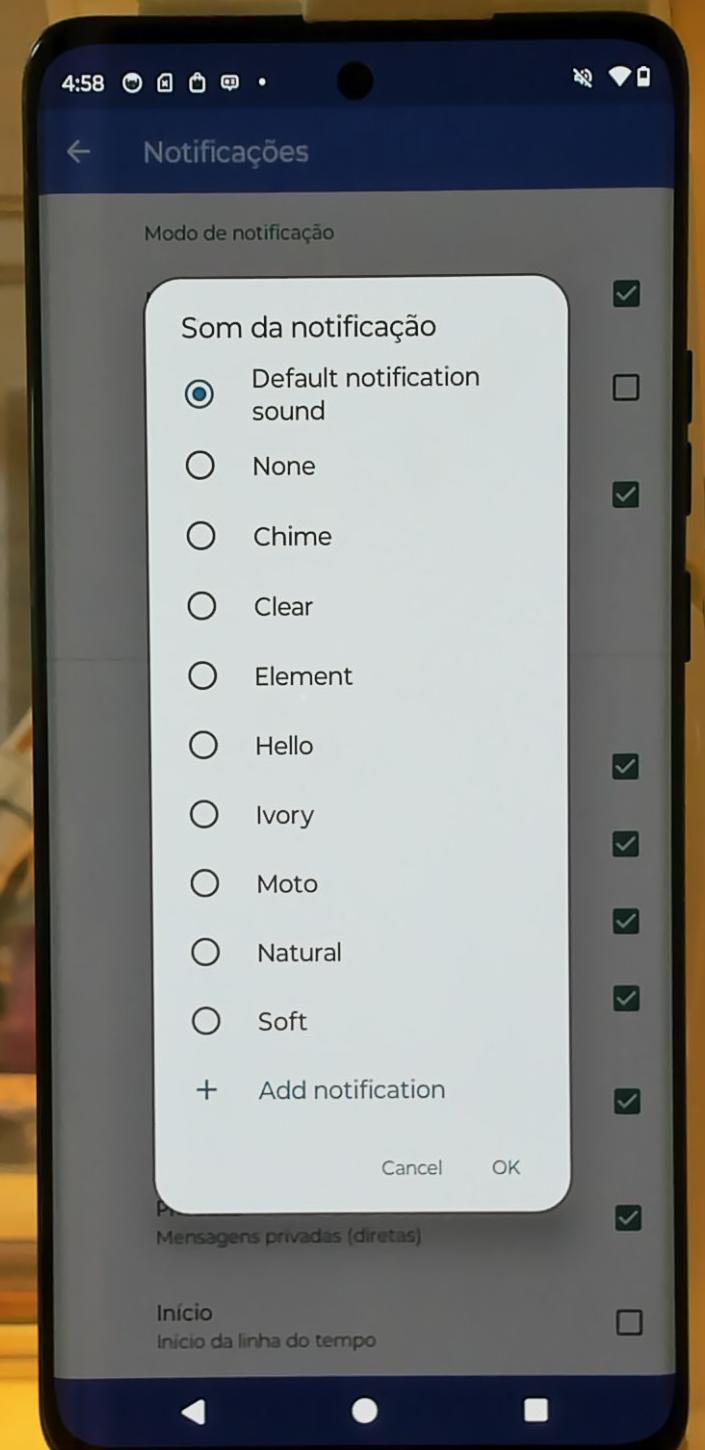 4:58
Notificações
Modo de notificação
Som da notificação
Default notification
sound
None
Chime
Clear
Element
Hello
Ivory
Moto
Natural
Soft
Add notification
Cancel OK
Mensagens privadas (diretas)
Início
Início da linha do tempo